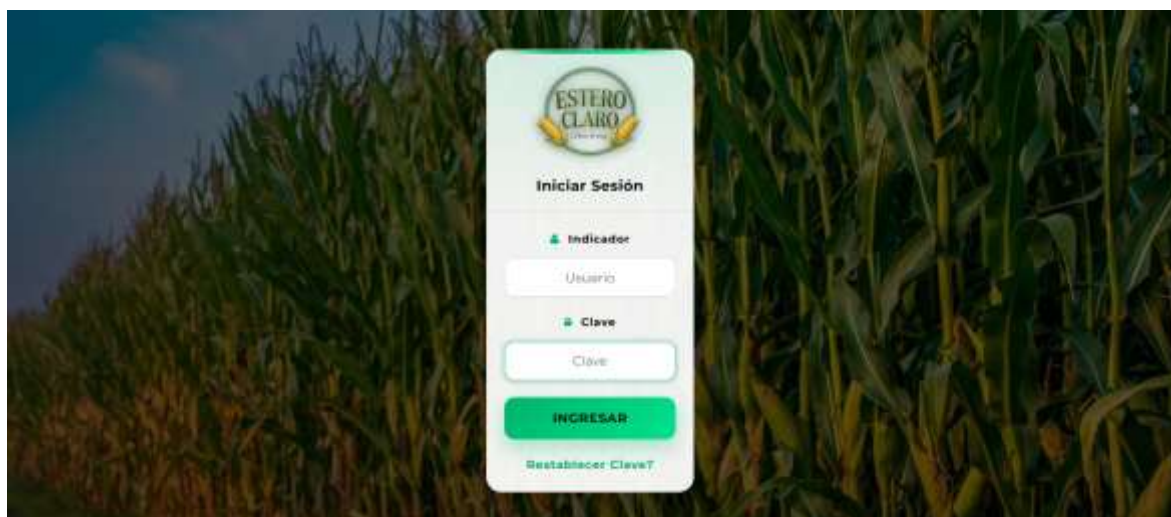 ESTERO
CLARO
Iniciar Sesión
Indicador
Usuario
Clave
Clave
INGRESAR
Restablecer Clave?